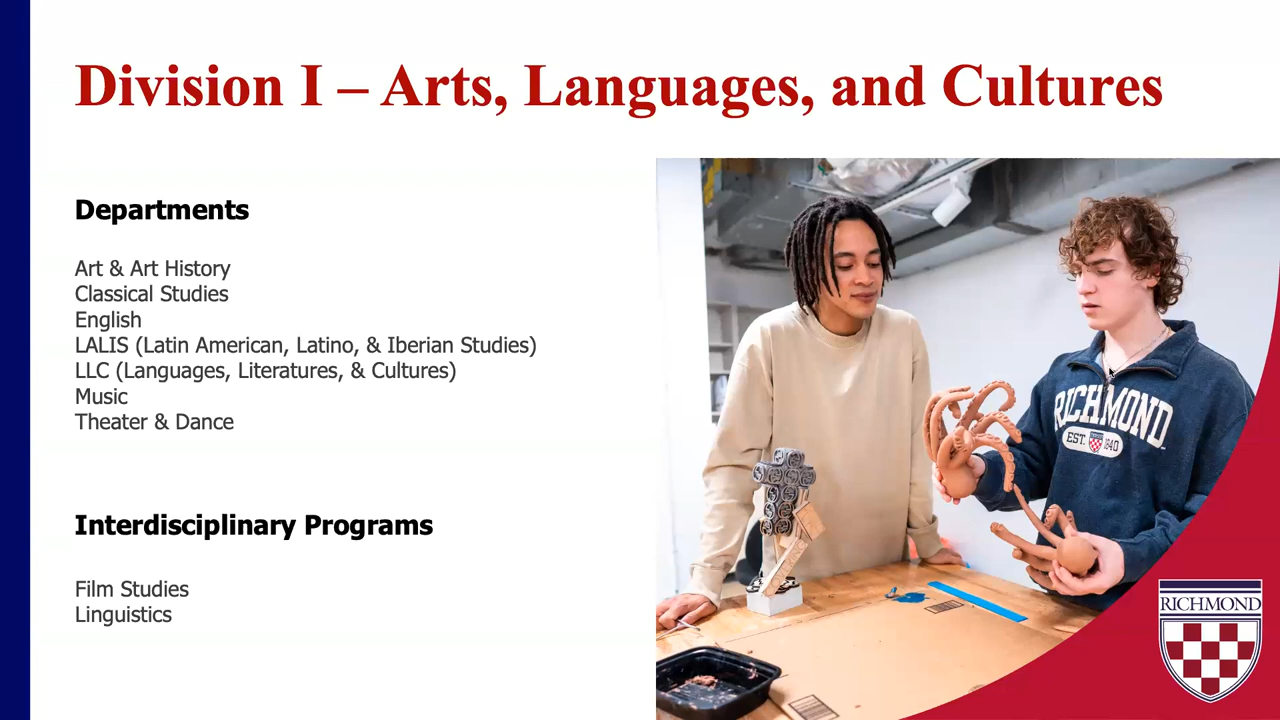 Division I – Arts, Languages, and Cultures
Departments
Art & Art History
Classical Studies
English
LALIS (Latin American, Latino, & Iberian Studies)
LLC (Languages, Literatures, & Cultures)
Music
Theater & Dance
Interdisciplinary Programs
Film Studies
Linguistics
RICHMOND
EST. 1840
RICHMOND